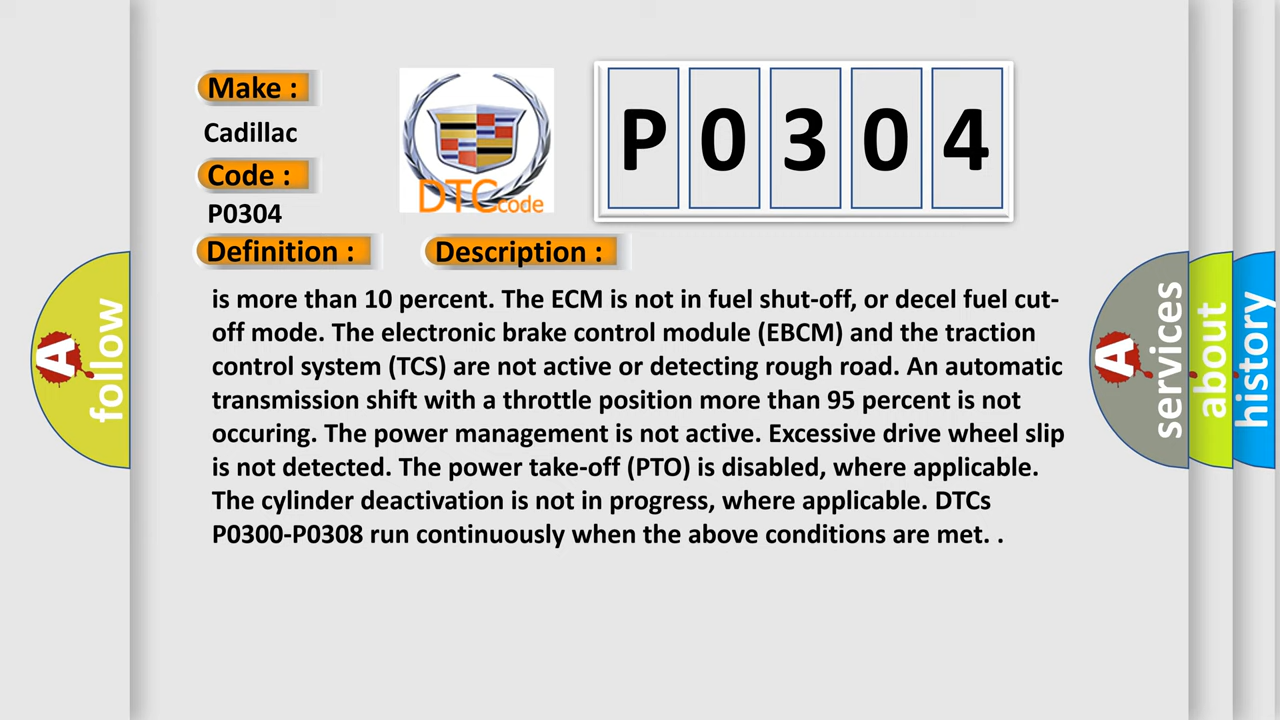 Make :
Cadillac
Code :
P0304
Definition :
Description :
DTC code
P0304
is more than 10 percent. The ECM is not in fuel shut-off, or decel fuel cut-
off mode. The electronic brake control module (EBCM) and the traction
control system (TCS) are not active or detecting rough road. An automatic
transmission shift with a throttle position more than 95 percent is not
occuring. The power management is not active. Excessive drive wheel slip
is not detected. The power take-off (PTO) is disabled, where applicable.
The cylinder deactivation is not in progress, where applicable. DTCs
P0300-P0308 run continuously when the above conditions are met. .
A follow
A services
about
history